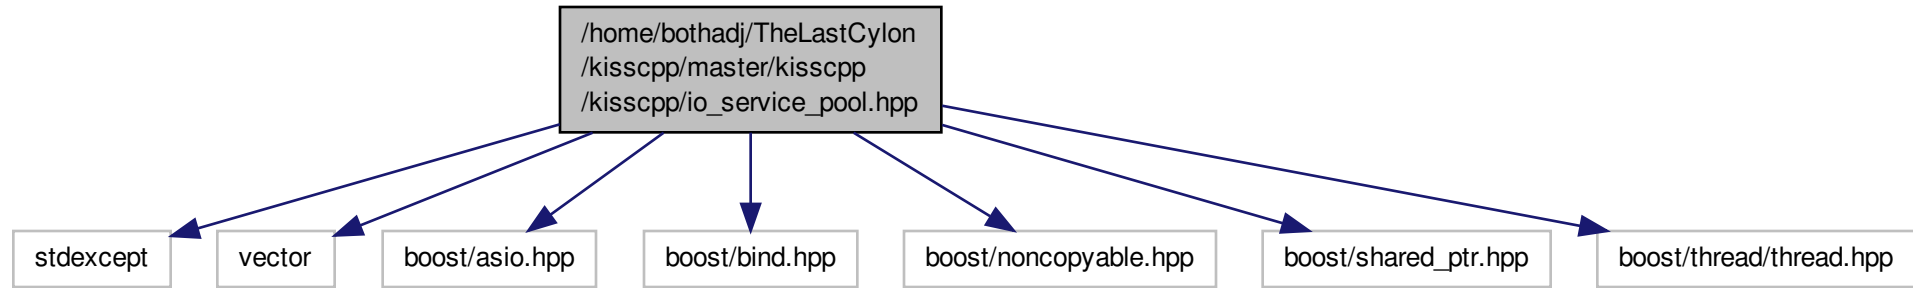 /home/bothadj/TheLastCylon
/kisscpp/master/kisscpp
/kisscpp/io_service_pool.hpp
stdexcept
vector
boost/asio.hpp
boost/bind.hpp
boost/noncopyable.hpp
boost/shared_ptr.hpp
boost/thread/thread.hpp